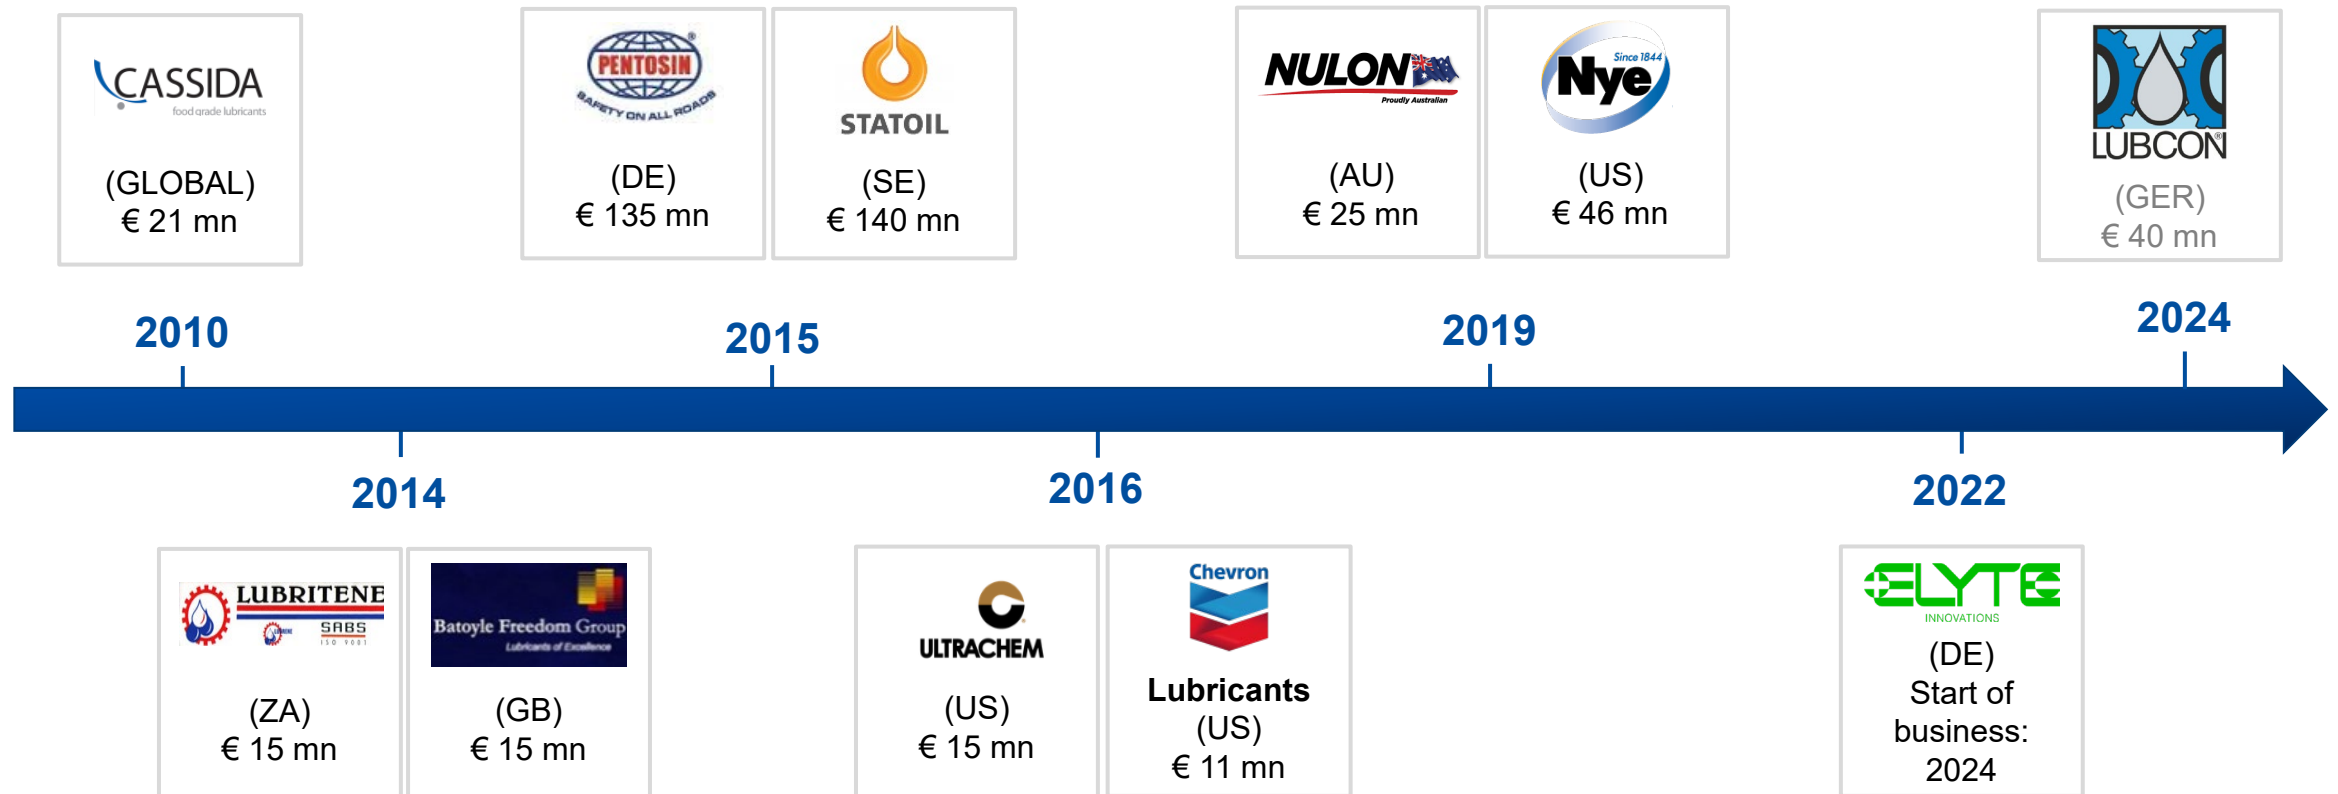 CASSIDA
food grade lubricants
(GLOBAL)
€ 21 mn
PENTOSIN
®
SAFETY ON ALL ROADS
(DE)
€ 135 mn
STATOIL
(SE)
€ 140 mn
NULON
Proudly Australian
(AU)
€ 25 mn
Since 1844
Nye
(US)
€ 46 mn
LUBCON®
(GER)
€ 40 mn
2010
2015
2019
2024
2014
2016
2022
LUBRITENE
SABS
ISO 9001
(ZA)
€ 15 mn
Batoyle Freedom Group
Lubricants of Excellence
(GB)
€ 15 mn
ULTRACHEM
(US)
€ 15 mn
Chevron
Lubricants
(US)
€ 11 mn
ELYTE
INNOVATIONS
(DE)
Start of
business:
2024